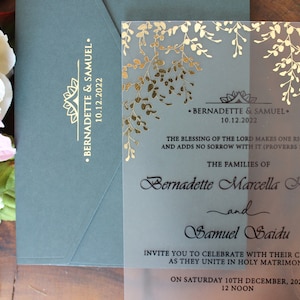 • BERNADETTE & SAMUEL •
10.12.2022
• BERNADETTE & SAMUEL •
10.12.2022
THE BLESSING OF THE LORD MAKES ONE
AND ADDS NO SORROW WITH IT (PROVERBS
THE FAMILIES OF
Bernadette Marcella
and
Samuel Saidu
INVITE YOU TO CELEBRATE WITH THEIR
AS THEY UNITE IN HOLY MATRIMON
ON SATURDAY 10TH DECEMBER, 20
12 NOON